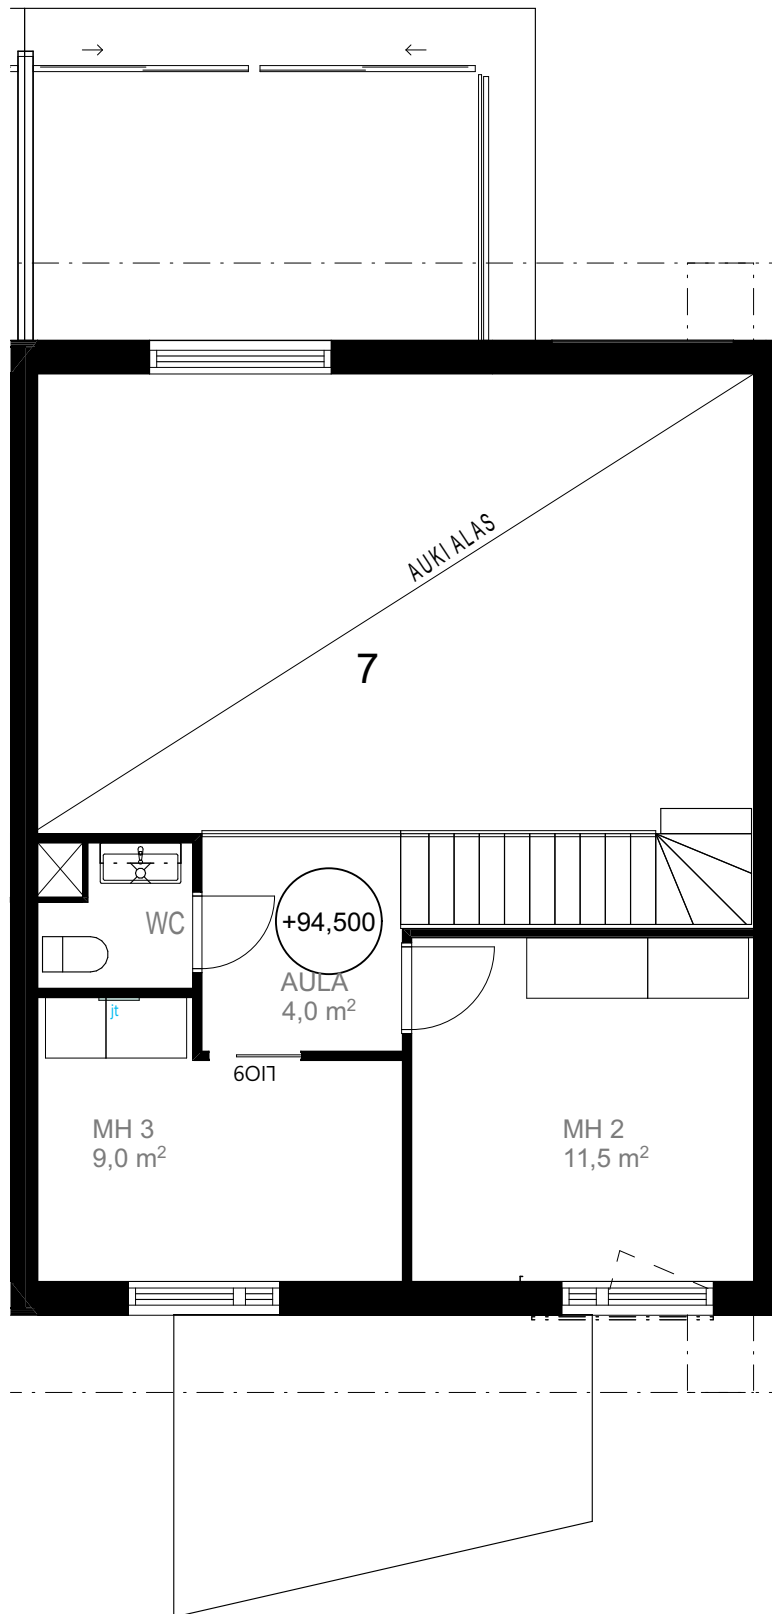 AUKI ALAS
7
WC
+94,500
AULA
4,0 m²
jt
LIO9
MH 3
9,0 m²
MH 2
11,5 m²